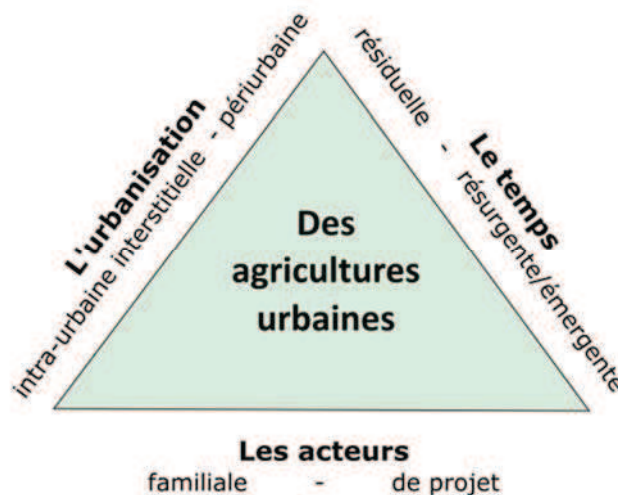 L'urbanisation
intra-urbaine interstitielle - périurbaine
résiduelle - résurgente/émergente
Le temps
Des
agricultures
urbaines
Les acteurs
familiale - de projet